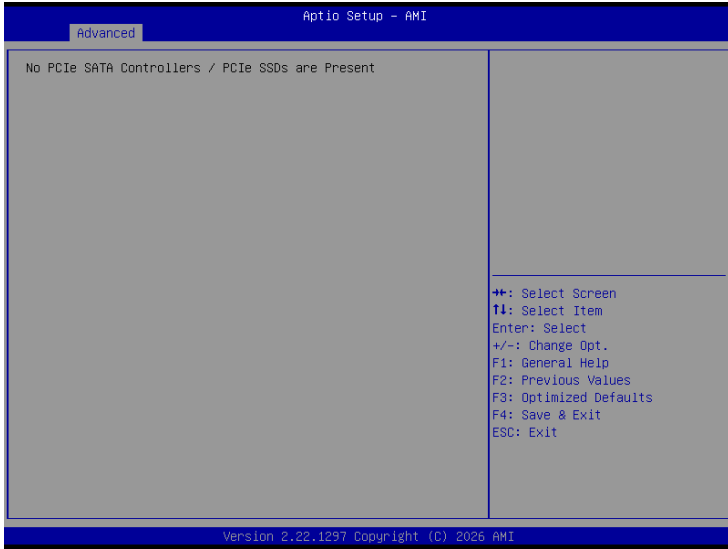 Aptio Setup – AMI
Advanced
No PCIe SATA Controllers / PCIe SSDs are Present
→←: Select Screen
↑↓: Select Item
Enter: Select
+/-: Change Opt.
F1: General Help
F2: Previous Values
F3: Optimized Defaults
F4: Save & Exit
ESC: Exit
Version 2.22.1297 Copyright (C) 2026 AMI